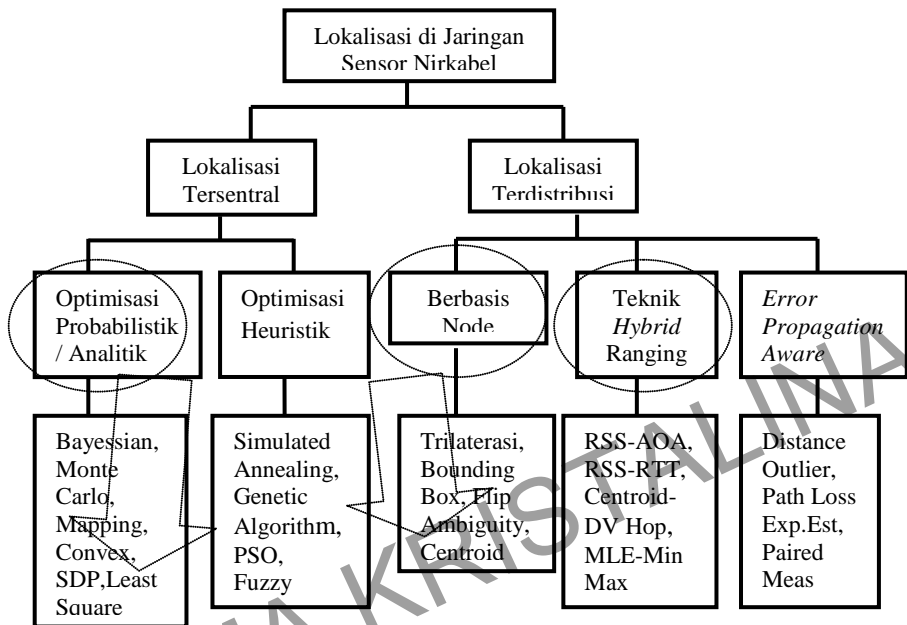 Lokalisasi di Jaringan
Sensor Nirkabel
Lokalisasi
Tersentral
Lokalisasi
Terdistribusi
Optimisasi
Probabilistik
/ Analitik
Optimisasi
Heuristik
Berbasis
Node
Teknik
Hybrid
Ranging
Error
Propagation
Aware
Bayessian,
Monte
Carlo,
Mapping,
Convex,
SDP,Least
Square
Simulated
Annealing,
Genetic
Algorithm,
PSO,
Fuzzy
Trilaterasi,
Bounding
Box, Flip
Ambiguity,
Centroid
RSS-AOA,
RSS-RTT,
Centroid-
DV Hop,
MLE-Min
Max
Distance
Outlier,
Path Loss
Exp.Est,
Paired
Meas
KRISTALINA